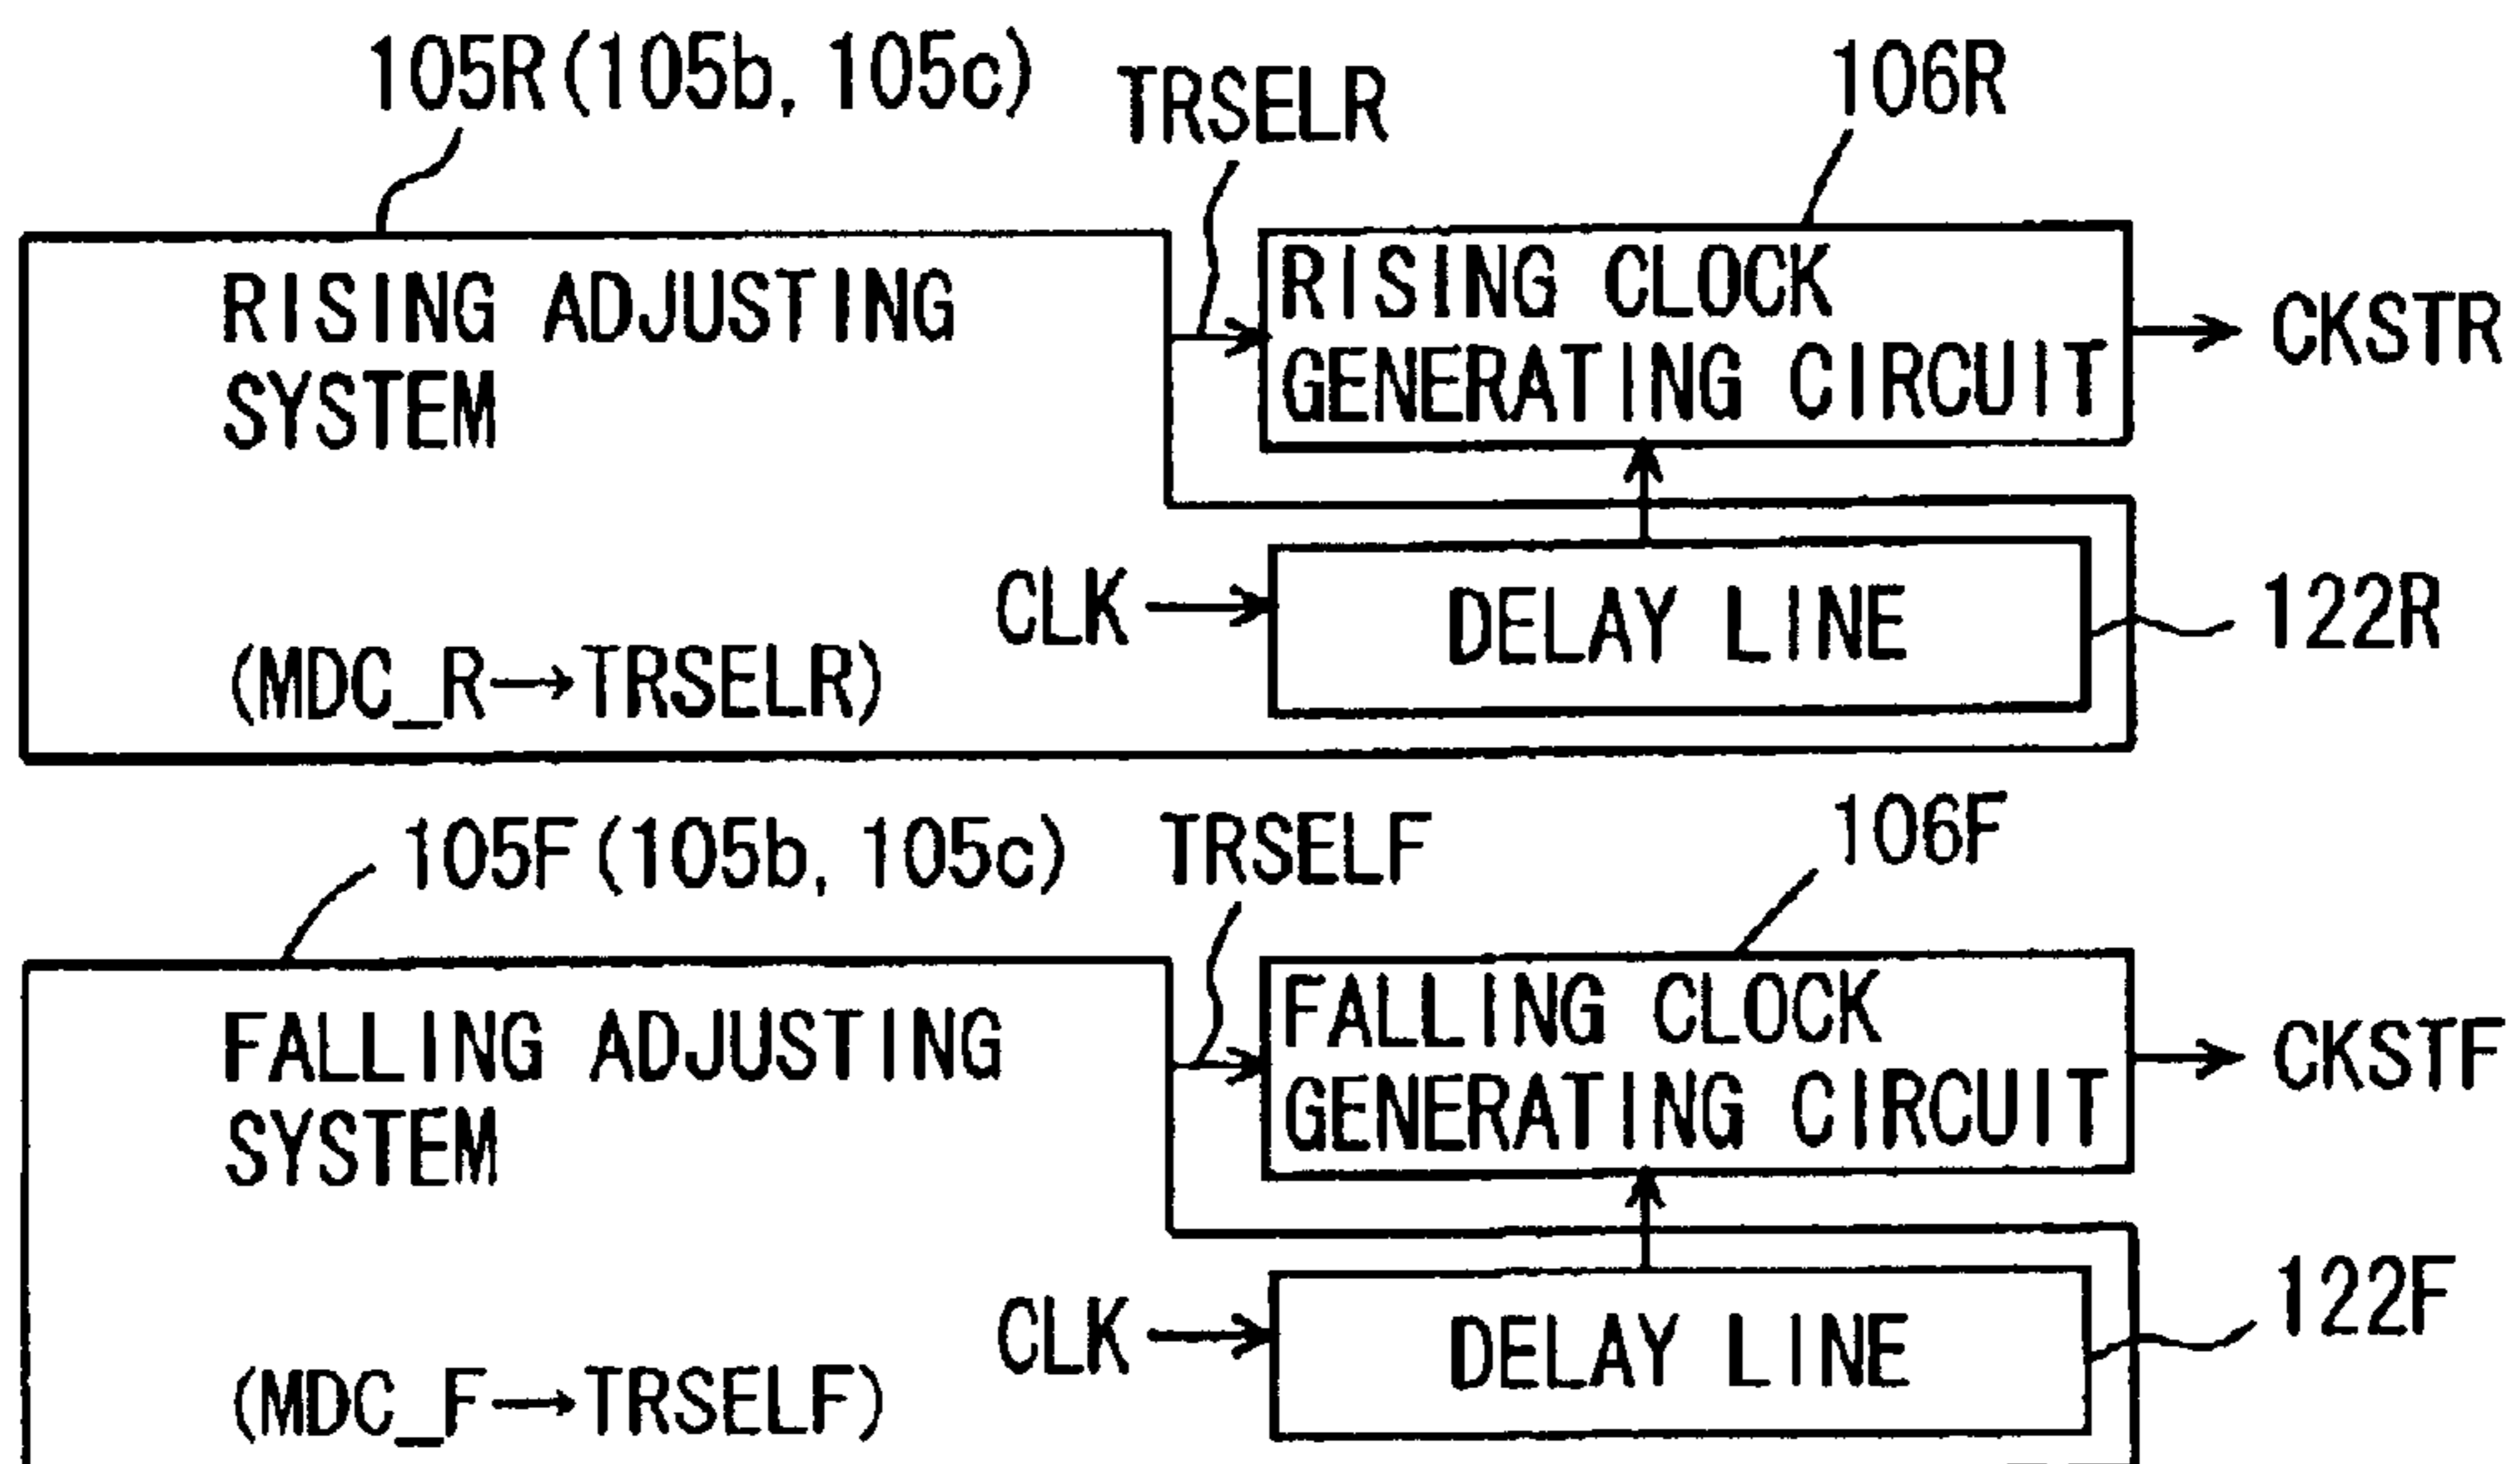 105R(105b, 105c)
TRSELR
106R
RISING ADJUSTING
SYSTEM
(MDC_R→TRSELR)
RISING CLOCK
GENERATING CIRCUIT
CKSTR
CLK
DELAY LINE
122R
105F(105b, 105c)
TRSELF
106F
FALLING ADJUSTING
SYSTEM
(MDC_F→TRSELF)
FALLING CLOCK
GENERATING CIRCUIT
CKSTF
CLK
DELAY LINE
122F